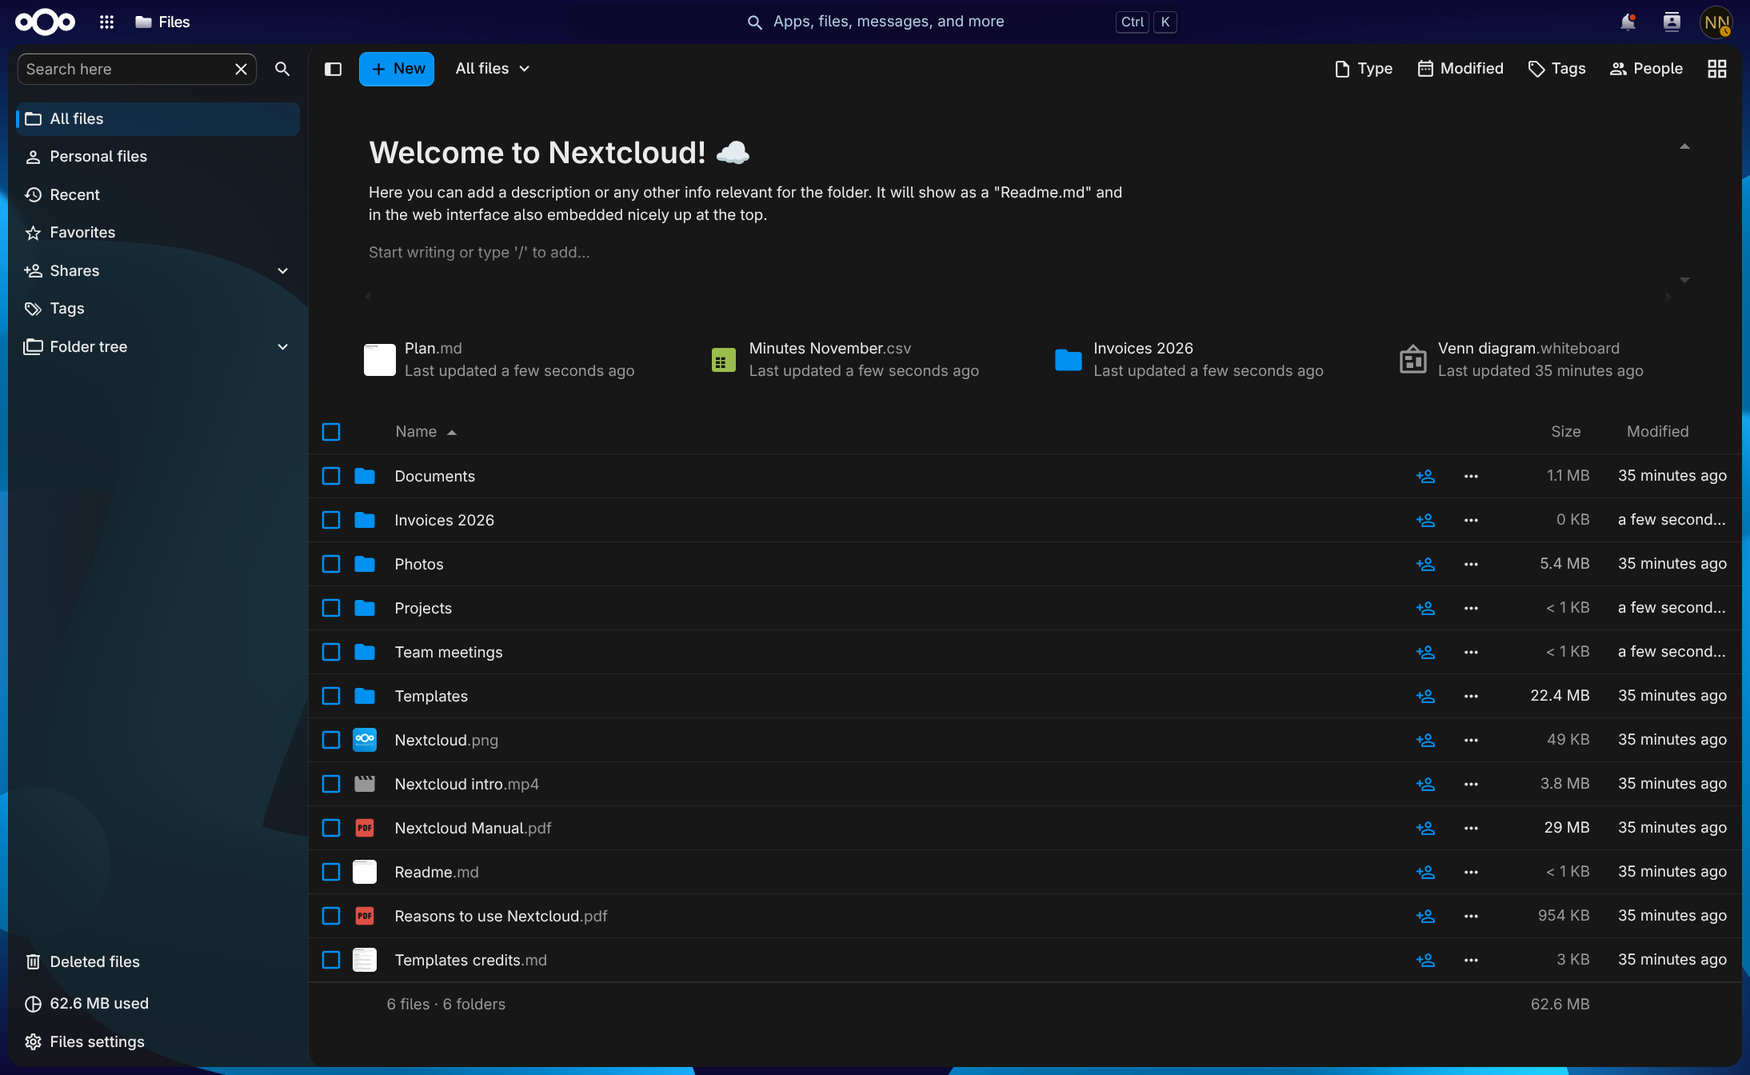 Files
Apps, files, messages, and more
Ctrl K
NN
Search here
New
All files
Type
Modified
Tags
People
All files
Personal files
Recent
Favorites
Shares
Tags
Folder tree
Deleted files
62.6 MB used
Files settings
Welcome to Nextcloud!
Here you can add a description or any other info relevant for the folder. It will show as a "Readme.md" and
in the web interface also embedded nicely up at the top.
Start writing or type '/' to add...
Plan.md
Last updated a few seconds ago
Minutes November.csv
Last updated a few seconds ago
Invoices 2026
Last updated a few seconds ago
Venn diagram.whiteboard
Last updated 35 minutes ago
Name Size Modified
Documents 1.1 MB 35 minutes ago
Invoices 2026 0 KB a few second...
Photos 5.4 MB 35 minutes ago
Projects < 1 KB a few second...
Team meetings < 1 KB a few second...
Templates 22.4 MB 35 minutes ago
Nextcloud.png 49 KB 35 minutes ago
Nextcloud intro.mp4 3.8 MB 35 minutes ago
PDF Nextcloud Manual.pdf 29 MB 35 minutes ago
Readme.md < 1 KB 35 minutes ago
PDF Reasons to use Nextcloud.pdf 954 KB 35 minutes ago
Templates credits.md 3 KB 35 minutes ago
6 files · 6 folders 62.6 MB